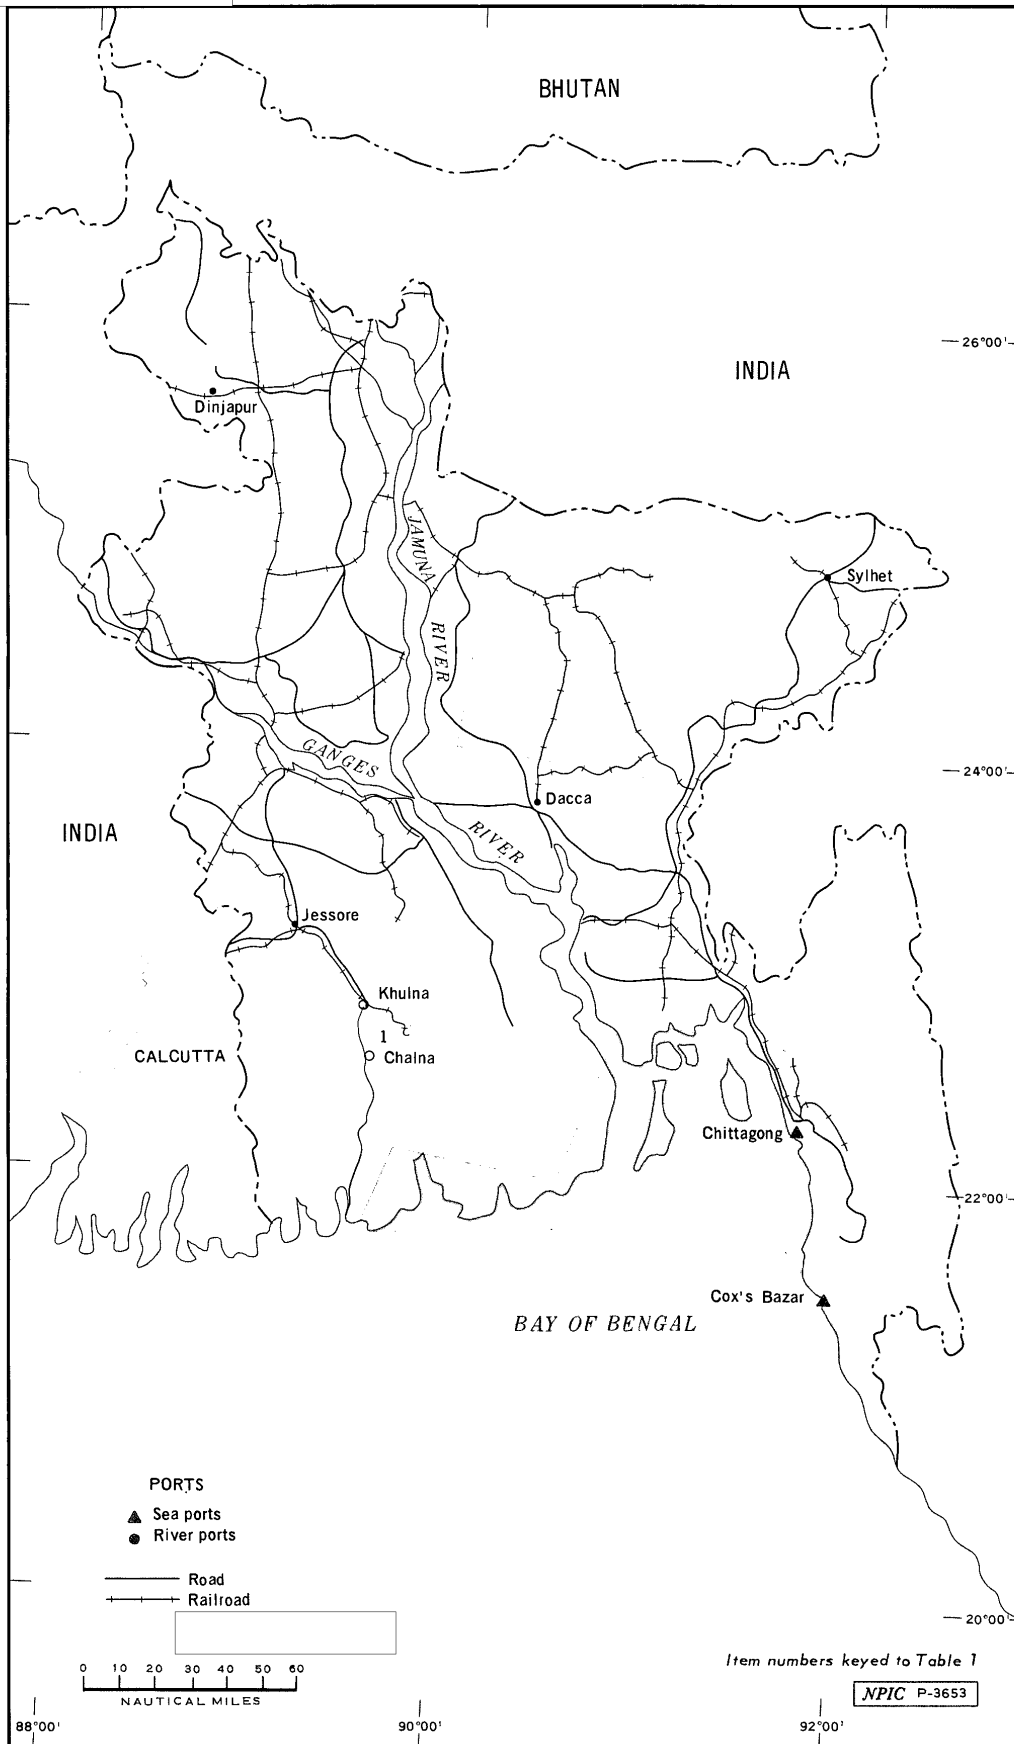 BHUTAN
26°00'
INDIA
Dinjapur
JAMUNA
RIVER
Sylhet
GANGES
RIVER
24°00'
Dacca
INDIA
Jessore
Khulna
1
Chalna
CALCUTTA
Chittagong
22°00'
Cox's Bazar
BAY OF BENGAL
PORTS
Sea ports
River ports
Road
Railroad
20°00'
0 10 20 30 40 50 60
NAUTICAL MILES
Item numbers keyed to Table 1
NPIC P-3653
88°00' 90°00' 92°00'